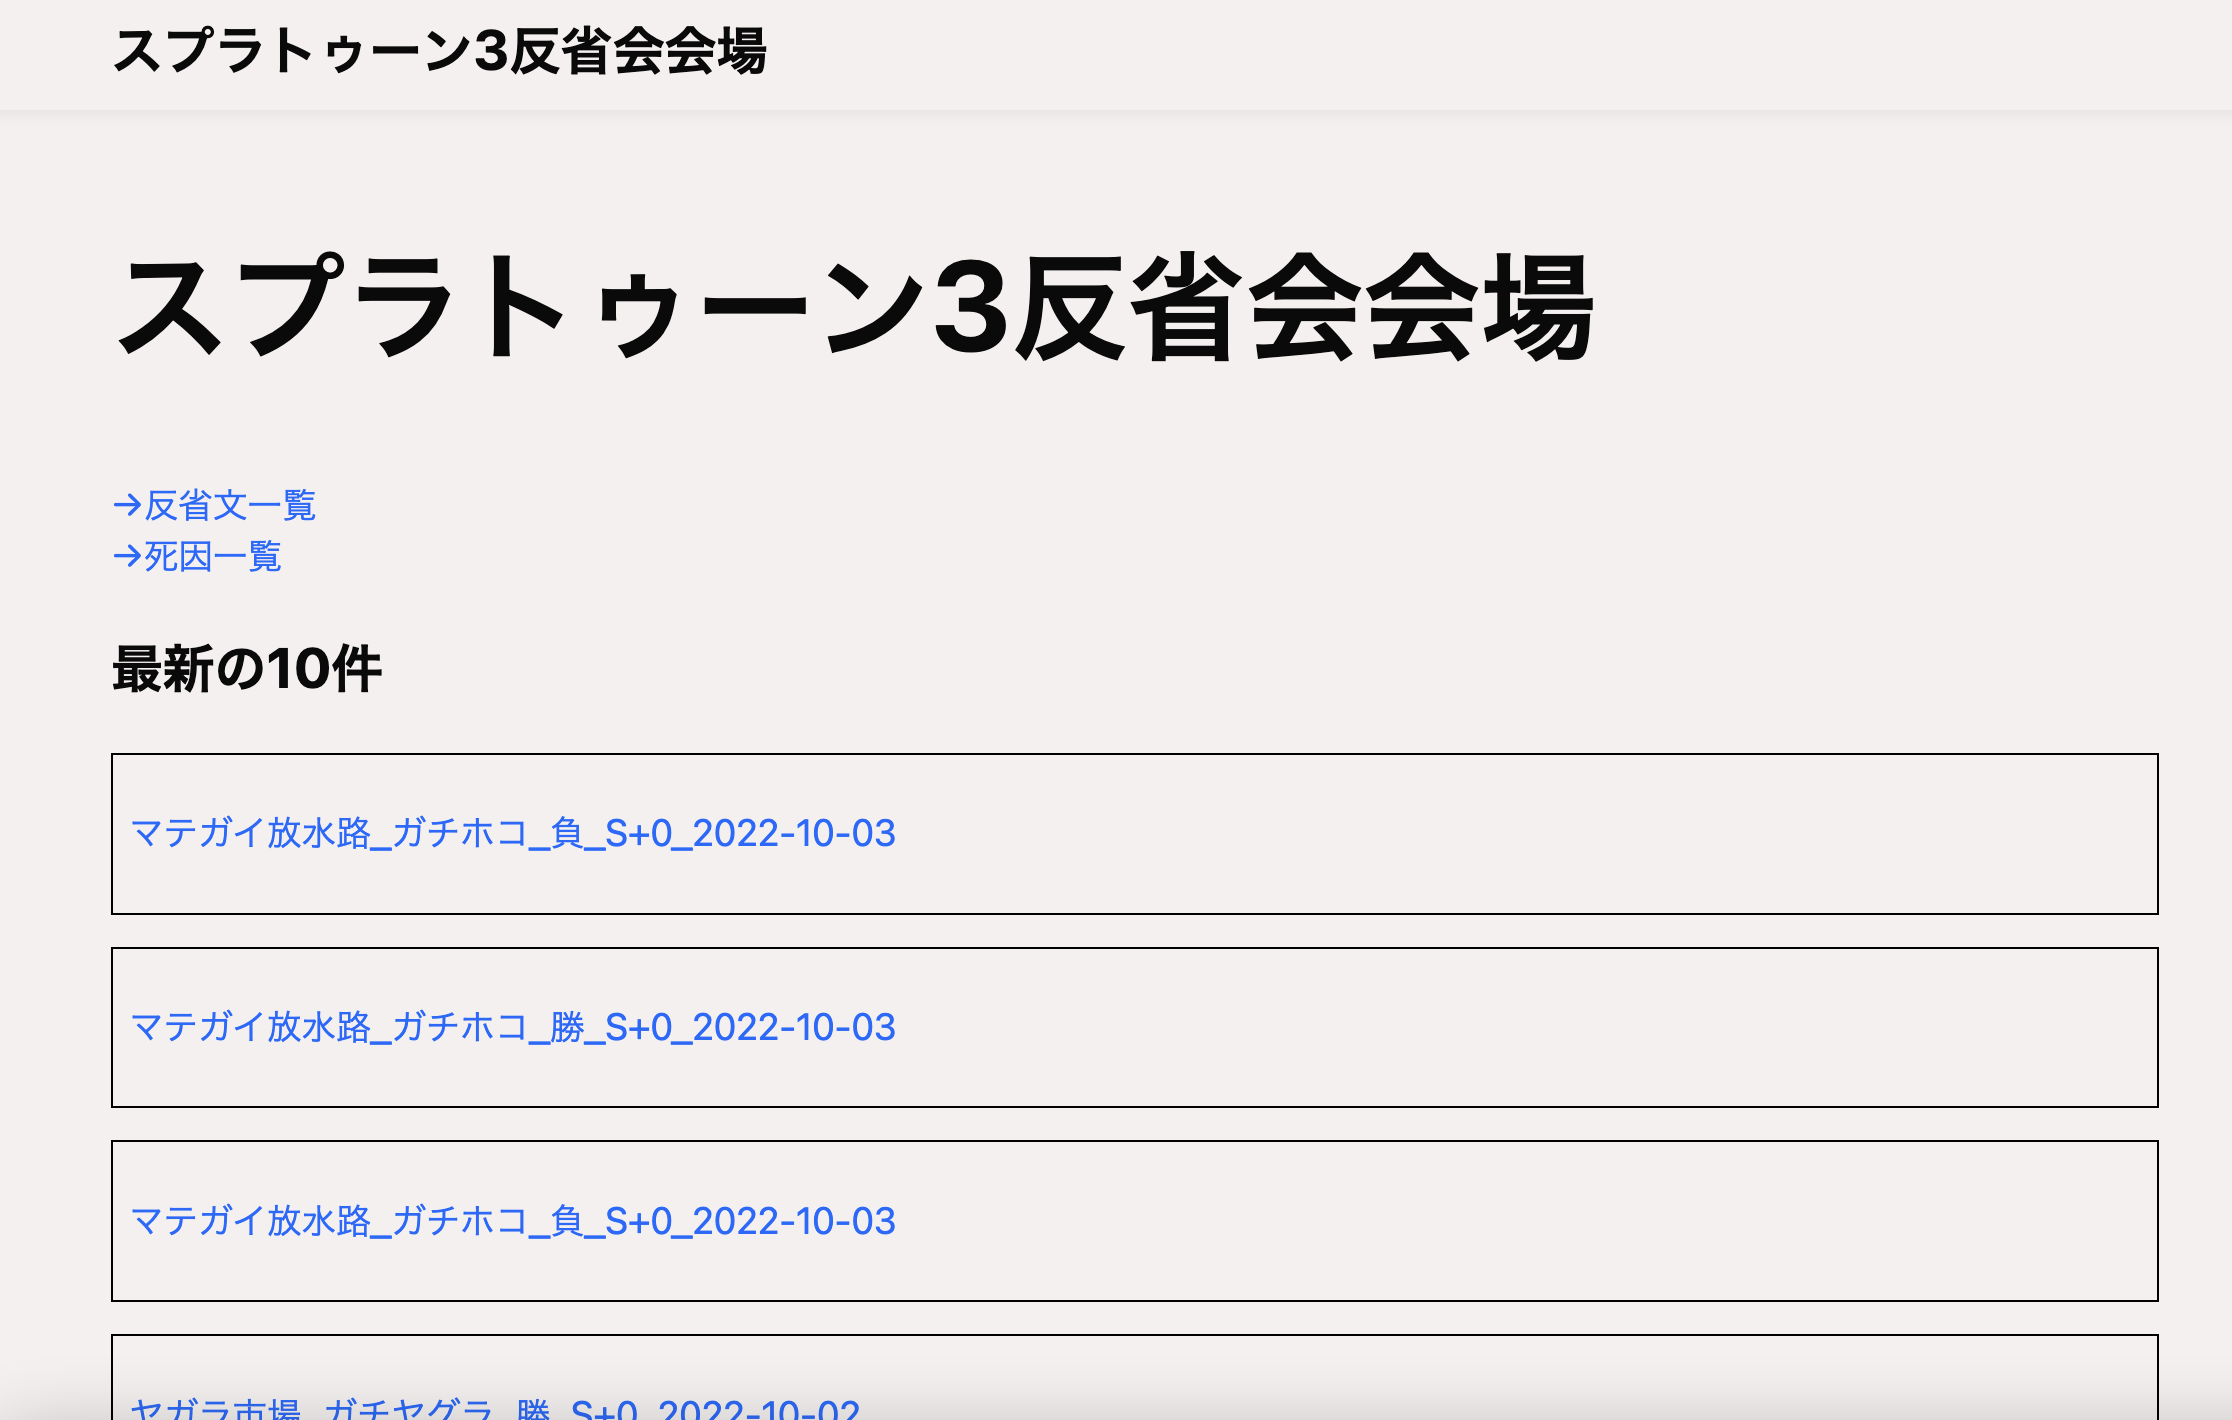 スプラトゥーン3反省会会場
スプラトゥーン3反省会会場
→反省文一覧
→死因一覧
最新の10件
マテガイ放水路_ガチホコ_負_S+0_2022-10-03
マテガイ放水路_ガチホコ_勝_S+0_2022-10-03
マテガイ放水路_ガチホコ_負_S+0_2022-10-03
ヤガラ市場_ガチヤグラ_勝_S+0_2022-10-02